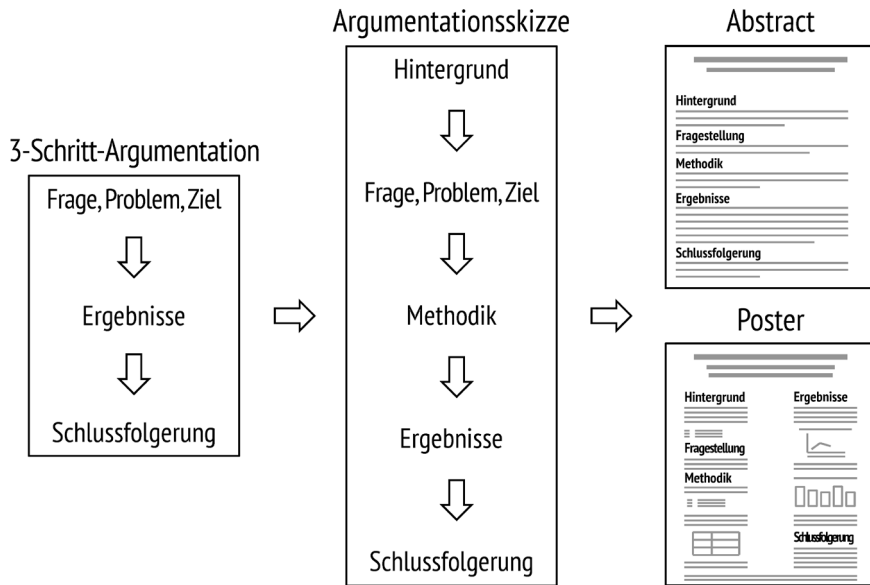 3-Schritt-Argumentation
Frage, Problem, Ziel
Ergebnisse
Schlussfolgerung
Argumentationsskizze
Hintergrund
Frage, Problem, Ziel
Methodik
Ergebnisse
Schlussfolgerung
Abstract
Hintergrund
Fragestellung
Methodik
Ergebnisse
Schlussfolgerung
Poster
Hintergrund
Fragestellung
Methodik
Ergebnisse
Schlussfolgerung